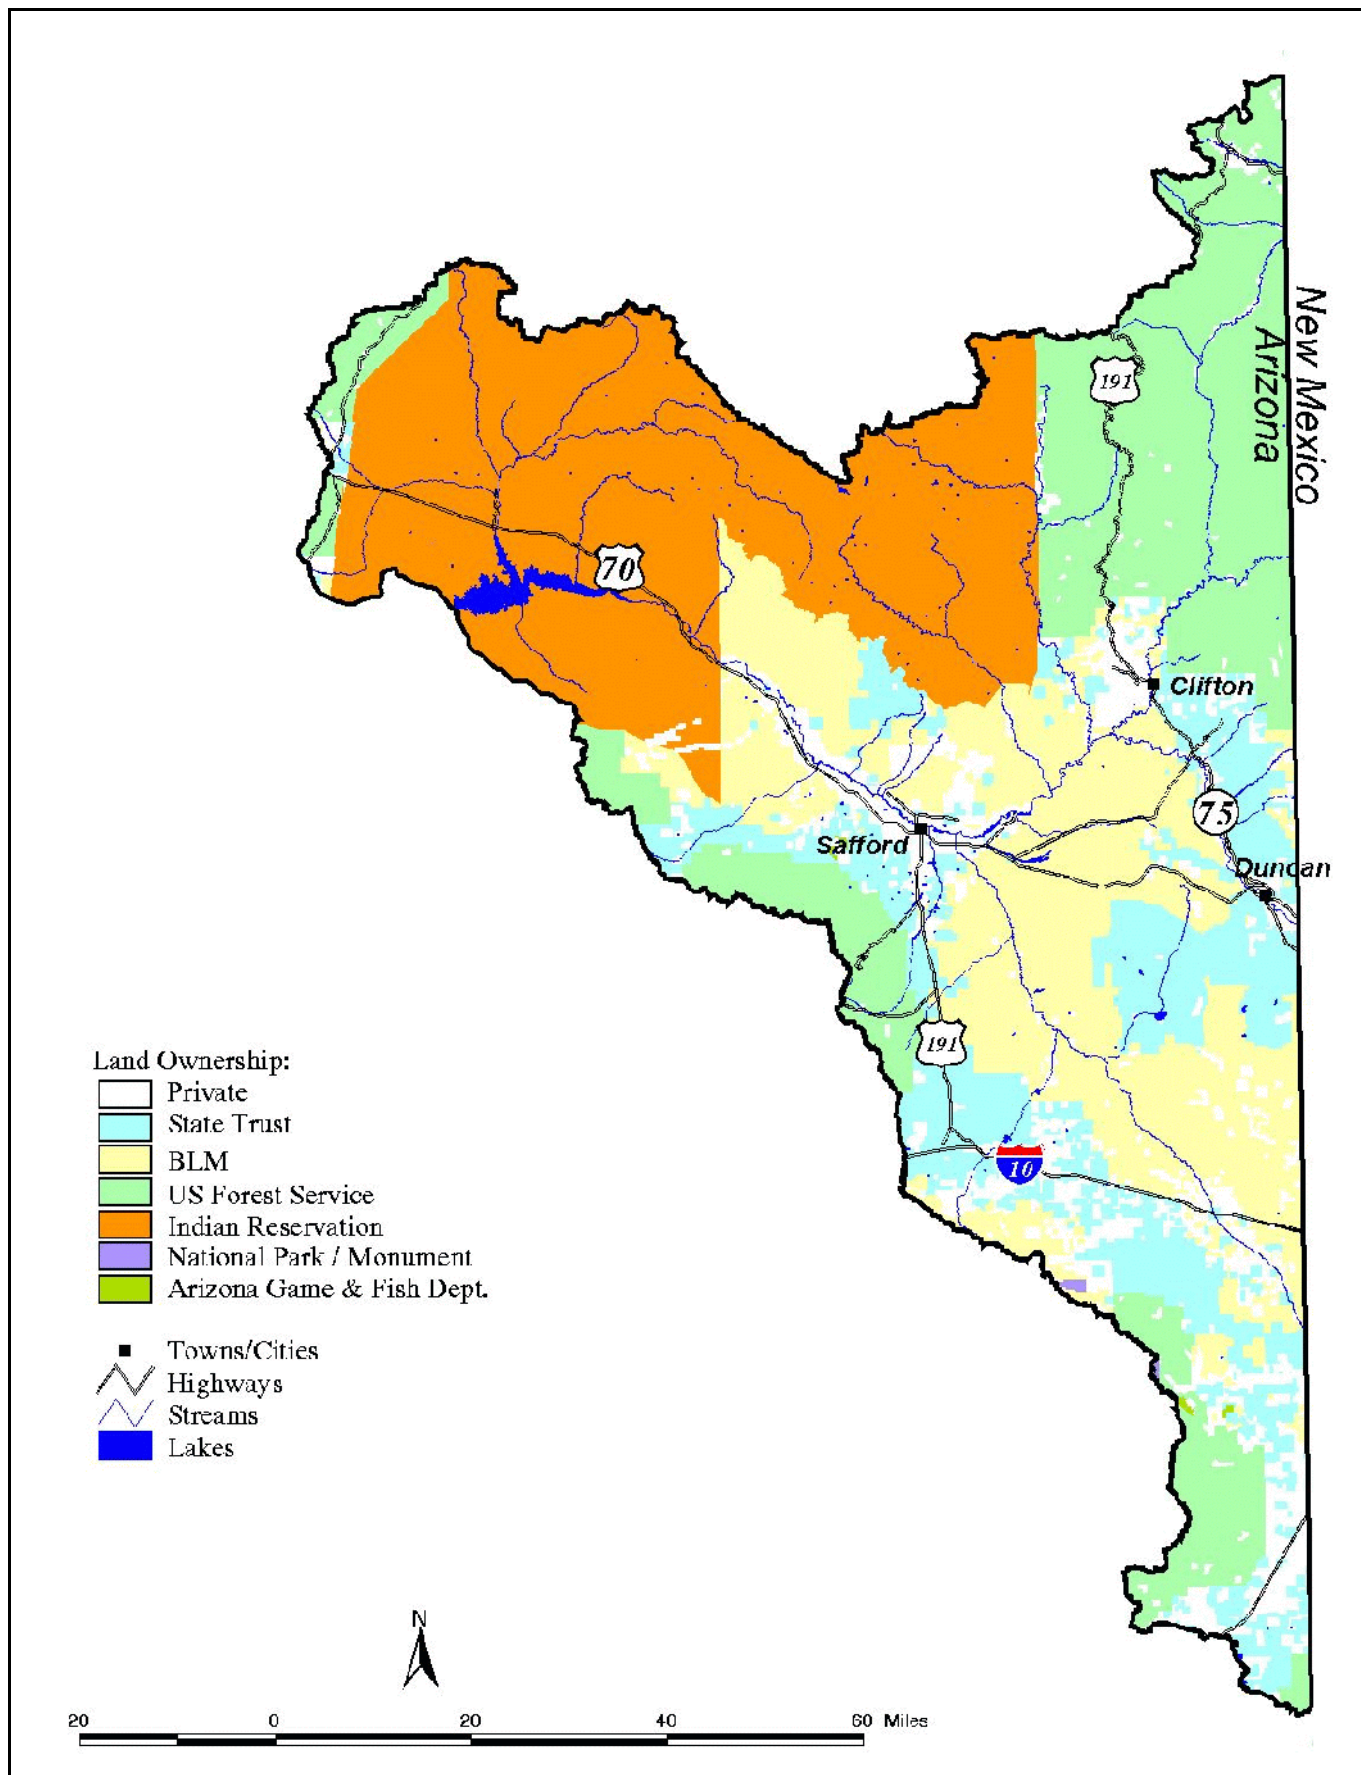 New Mexico
Arizona
191
70
Clifton
75
Safford
Duncan
191
10
Land Ownership:
Private
State Trust
BLM
US Forest Service
Indian Reservation
National Park / Monument
Arizona Game & Fish Dept.
Towns/Cities
Highways
Streams
Lakes
N
20 0 20 40 60 Miles